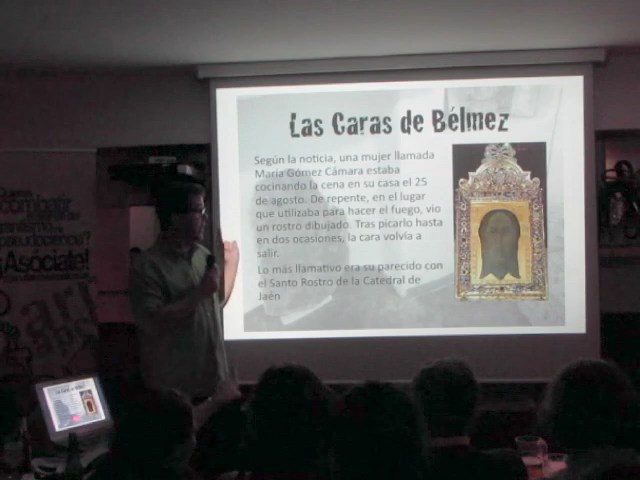 Las Caras de Bélmez
Según la noticia, una mujer llamada
María Gómez Cámara estaba
cocinando la cena en su casa el 25
de agosto. De repente, en el lugar
que utilizaba para hacer el fuego, vio
un rostro dibujado. Tras picarlo hasta
en dos ocasiones, la cara volvía a
salir.
Lo más llamativo era su parecido con
el Santo Rostro de la Catedral de
Jaén
combatir
pseudociencia?
¡Asóciate!